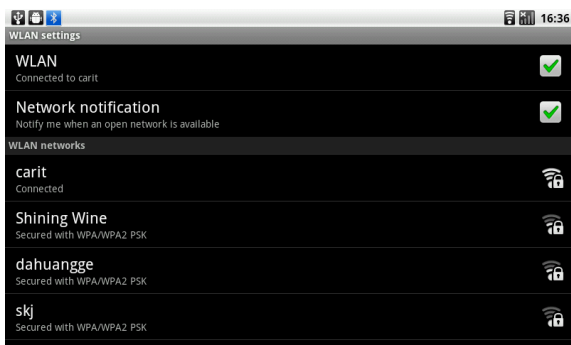 16:36
WLAN settings
WLAN
Connected to carit
Network notification
Notify me when an open network is available
WLAN networks
carit
Connected
Shining Wine
Secured with WPA/WPA2 PSK
dahuangge
Secured with WPA/WPA2 PSK
skj
Secured with WPA/WPA2 PSK